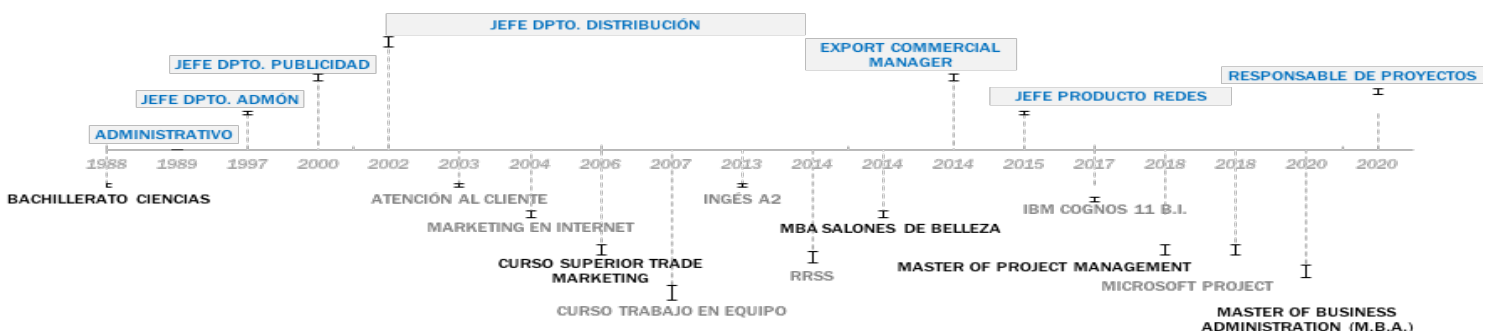 JEFE DPTO. DISTRIBUCIÓN
EXPORT COMMERCIAL
MANAGER
JEFE DPTO. PUBLICIDAD
RESPONSABLE DE PROYECTOS
JEFE DPTO. ADMÓN
JEFE PRODUCTO REDES
ADMINISTRATIVO
1988 1989 1997 2000 2002 2003 2004 2006 2007 2013 2014 2014 2014 2015 2017 2018 2018 2020 2020
BACHILLERATO CIENCIAS
ATENCIÓN AL CLIENTE
INGÉS A2
IBM COGNOS 11 B.I.
MARKETING EN INTERNET
MBA SALONES DE BELLEZA
CURSO SUPERIOR TRADE
MARKETING
RRSS
MASTER OF PROJECT MANAGEMENT
MICROSOFT PROJECT
CURSO TRABAJO EN EQUIPO
MASTER OF BUSINESS
ADMINISTRATION (M.B.A.)